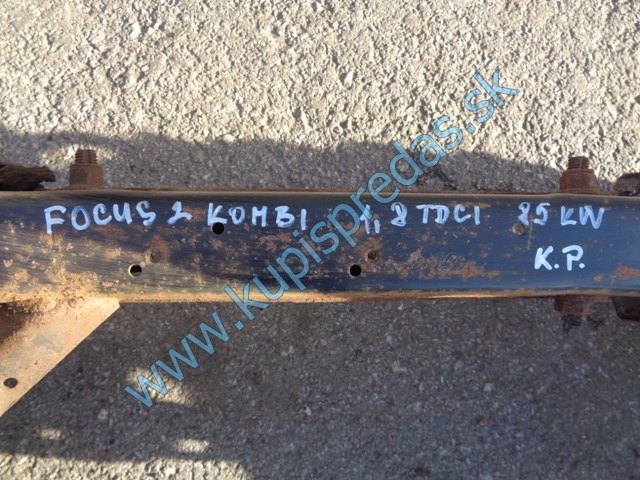 FOCUS 2 KOMBI 1,8 TDCI 85 KW
K.P.
www.kupispredas.sk